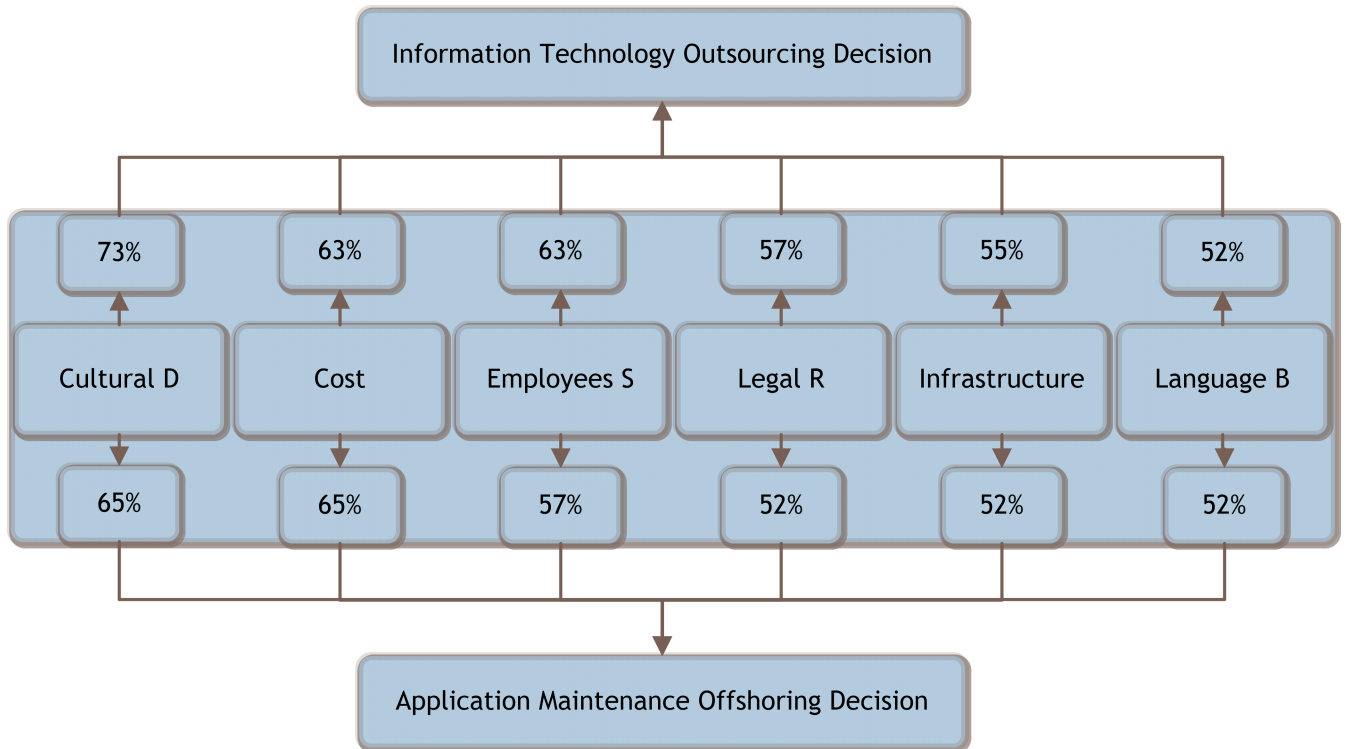 Information Technology Outsourcing Decision
73% 63% 63% 57% 55% 52%
Cultural D Cost Employees S Legal R Infrastructure Language B
65% 65% 57% 52% 52% 52%
Application Maintenance Offshoring Decision